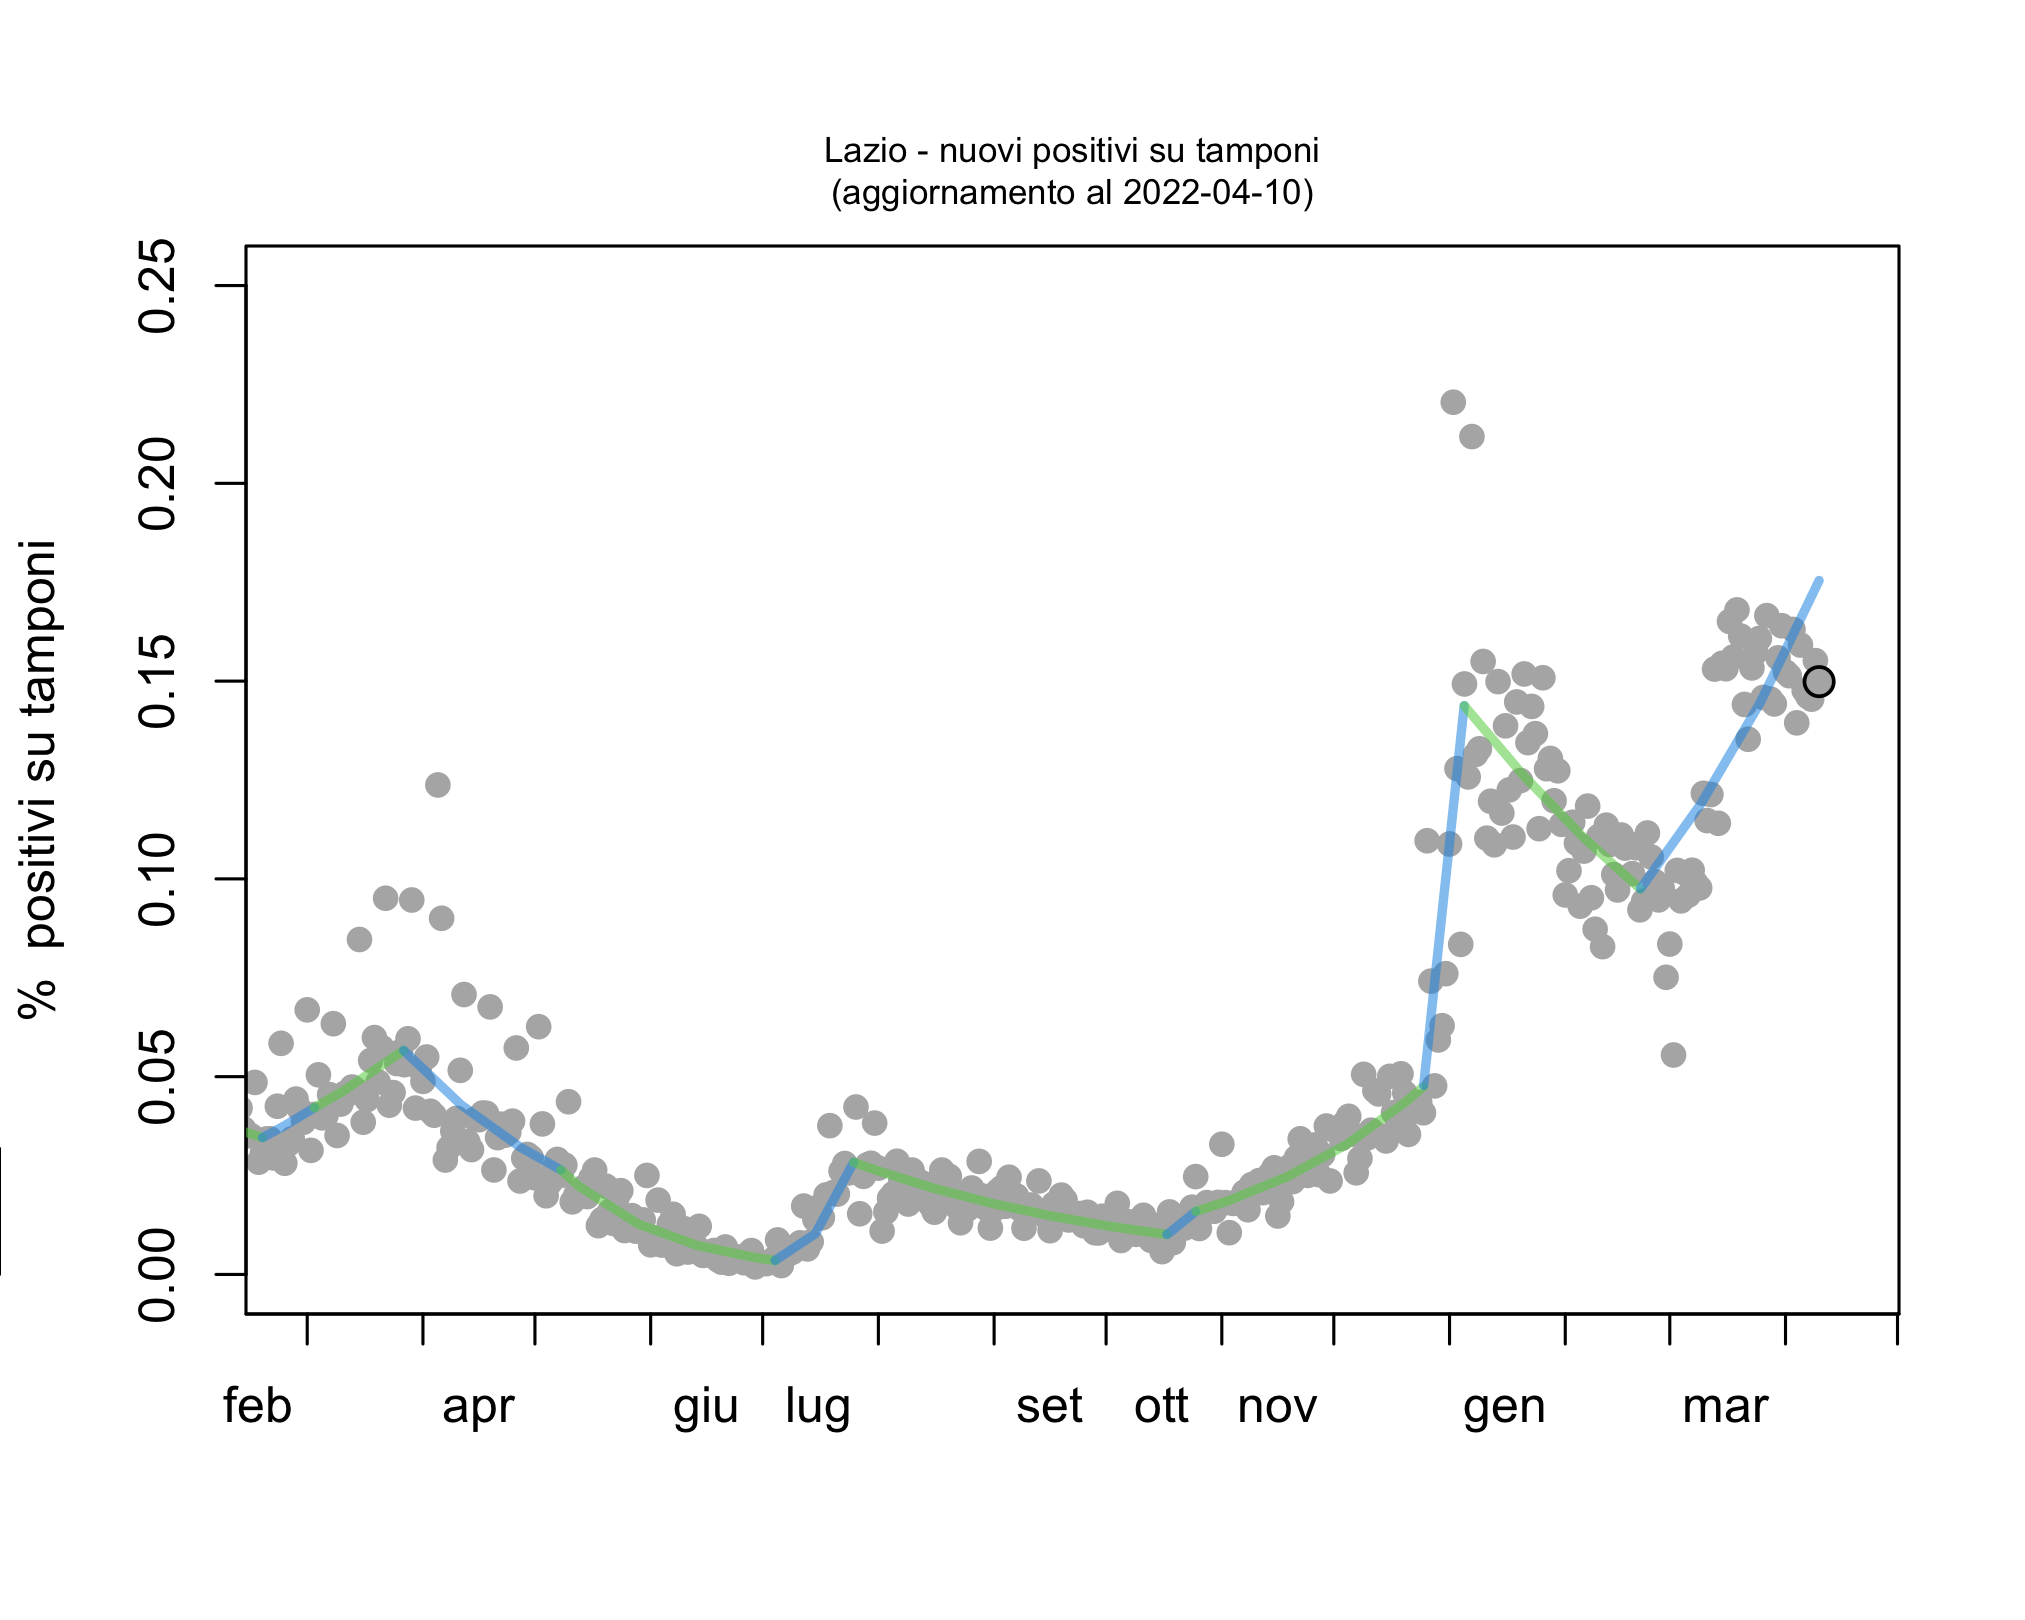 Lazio - nuovi positivi su tamponi
(aggiornamento al 2022-04-10)
% positivi su tamponi
0.25
0.20
0.15
0.10
0.05
0.00
feb apr giu lug set ott nov gen mar